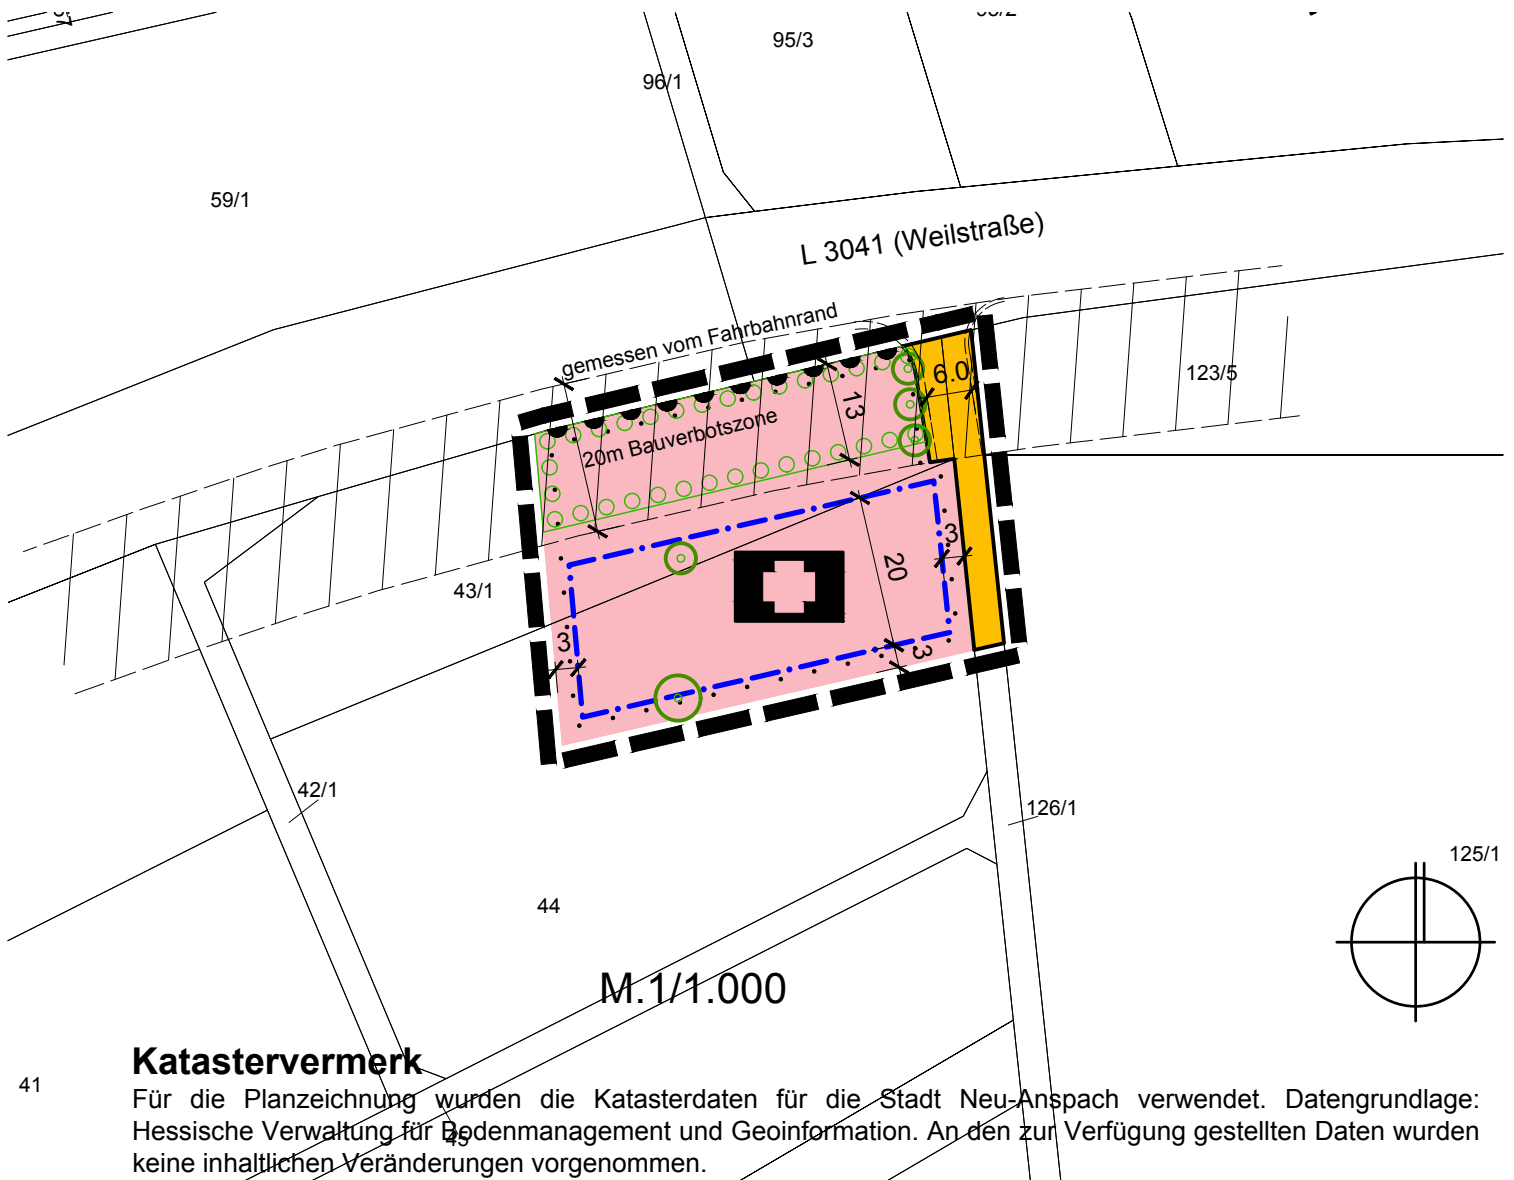 95/3
96/1
59/1
L 3041 (Weilstraße)
gemessen vom Fahrbahnrand
6.0
123/5
13
20m Bauverbotszone
3
20
43/1
3
3
42/1
126/1
125/1
44
M.1/1.000
Katastervermerk
41
Für die Planzeichnung wurden die Katasterdaten für die Stadt Neu-Anspach verwendet. Datengrundlage:
Hessische Verwaltung für Bodenmanagement und Geoinformation. An den zur Verfügung gestellten Daten wurden
45
keine inhaltlichen Veränderungen vorgenommen.